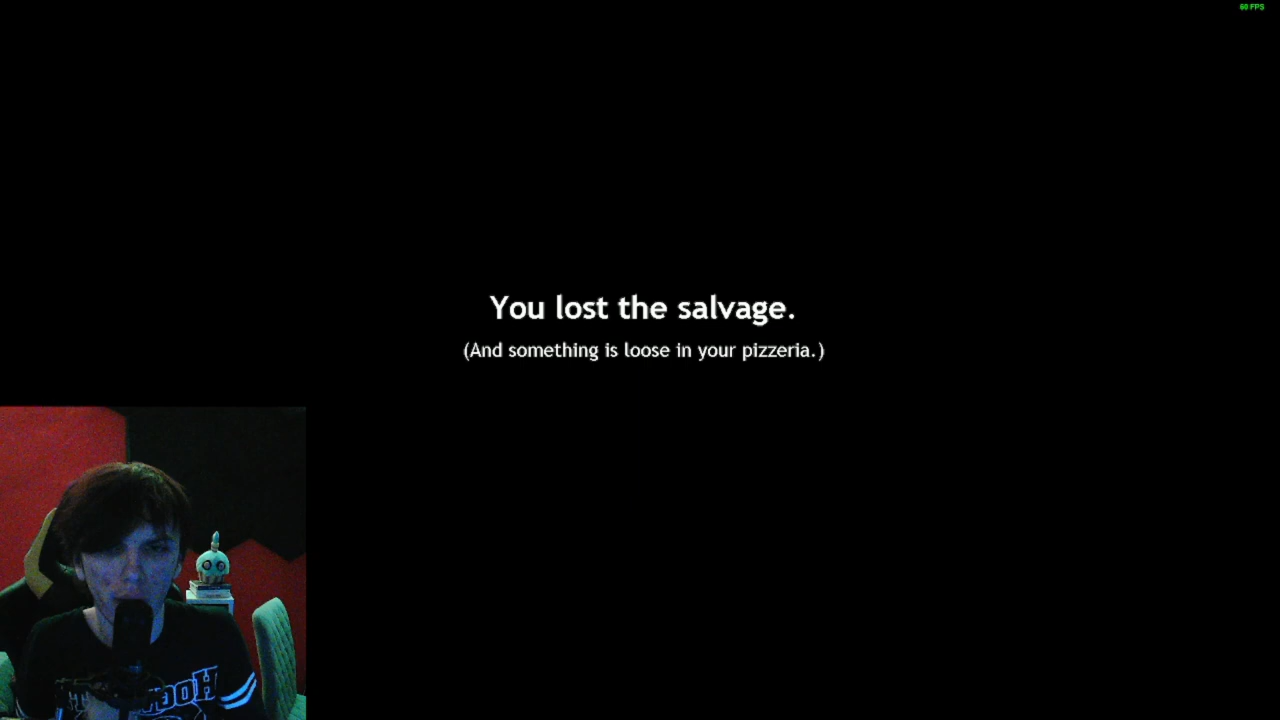 60 FPS
You lost the salvage.
(And something is loose in your pizzeria.)